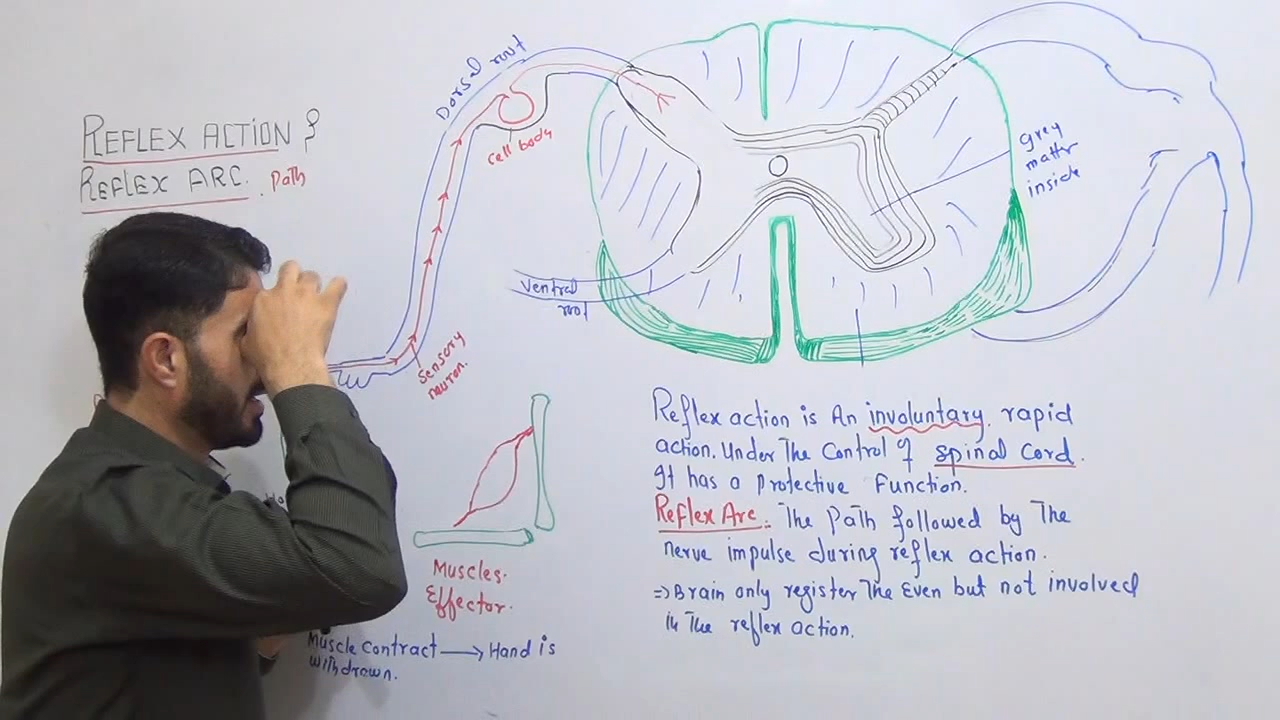 REFLEX ACTION &
REFLEX ARC. Path
Dorsal root
cell body
Sensory
neuron.
Ventral
root
grey
mattr
inside
Muscles.
Effector.
Muscle Contract → Hand is
withdrawn.
Reflex action is An involuntary rapid
action. Under The Control of spinal Cord.
It has a Protective Function.
Reflex Arc: The Path followed by The
nerve impulse during reflex action.
⇒ Brain only register The Even but not involved
in The reflex action.